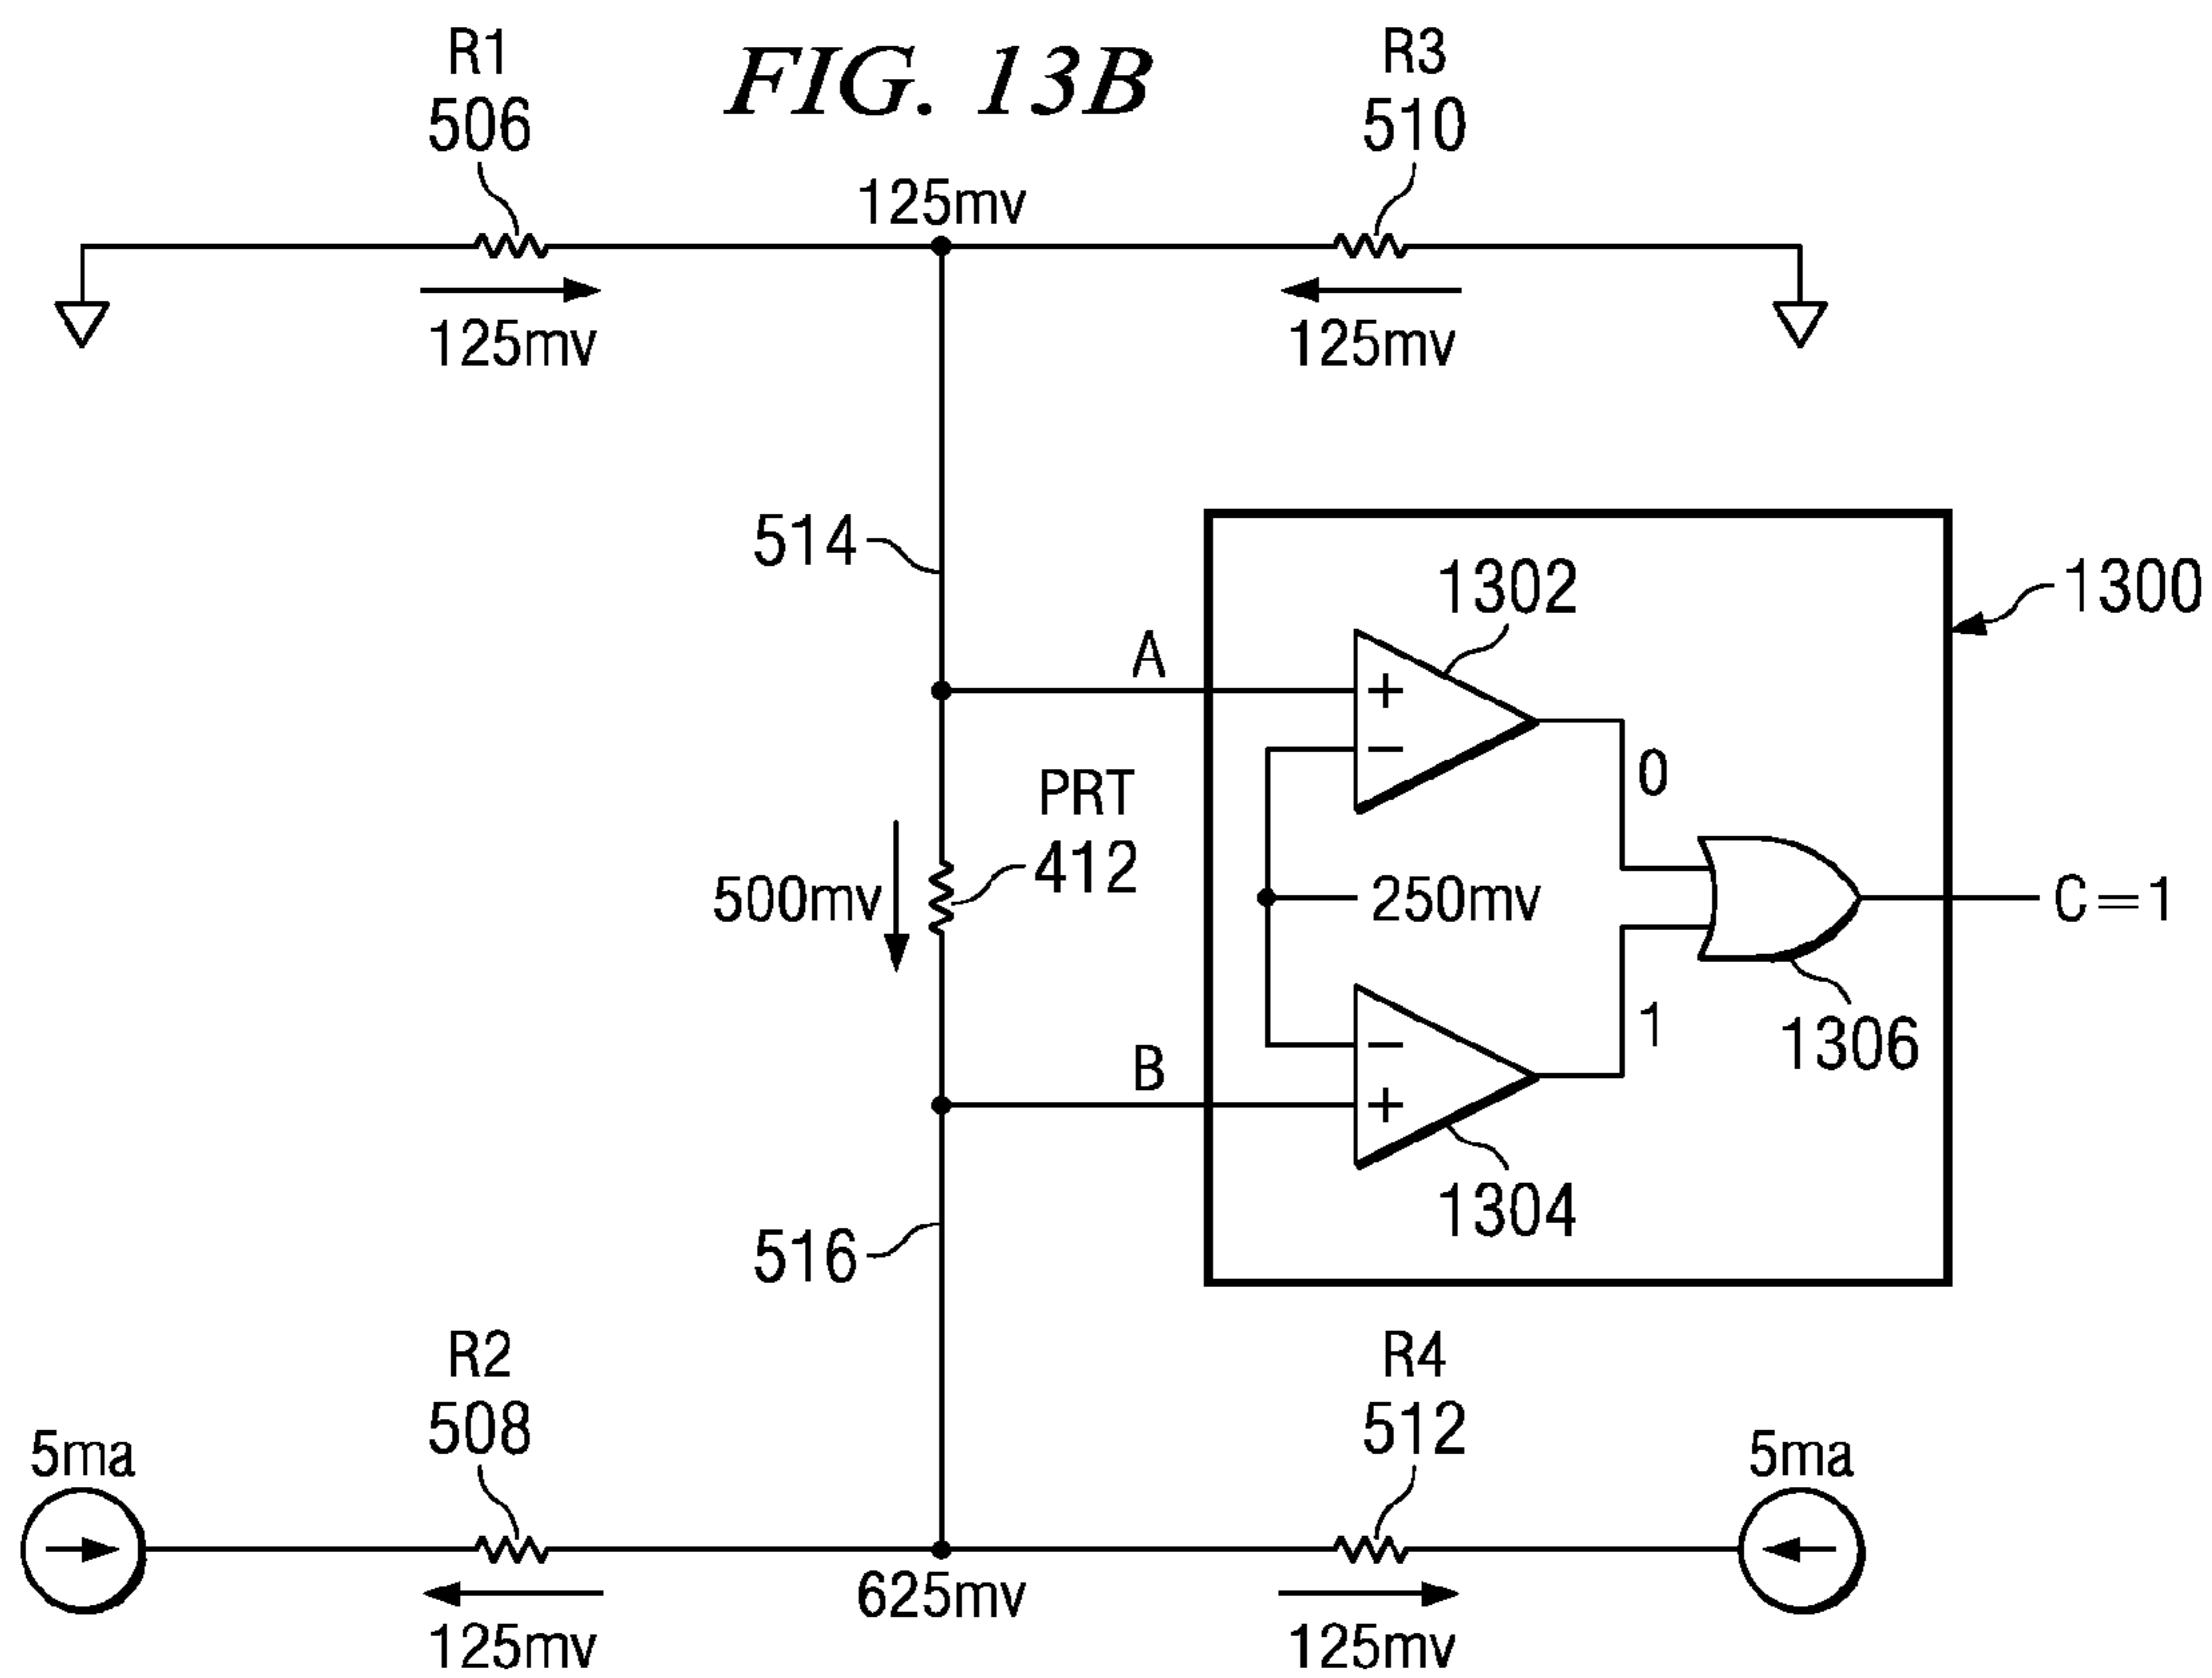 FIG. 13B
R1
506
R3
510
125mv
125mv
125mv
514
1302
1300
A
+
−
0
PRT
412
500mv
250mv
C=1
1306
1
−
+
B
1304
516
R2
508
R4
512
5ma
5ma
625mv
125mv
125mv